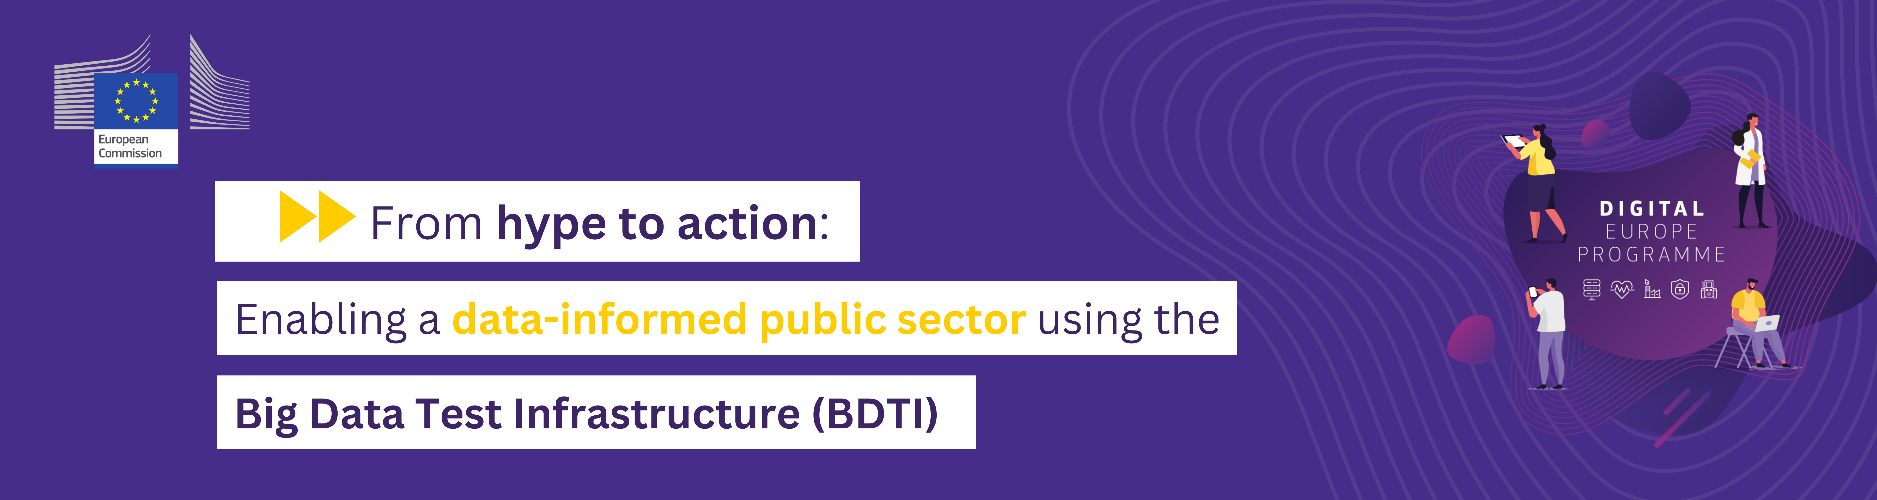 European
Commission
From hype to action:
Enabling a data-informed public sector using the
Big Data Test Infrastructure (BDTI)
DIGITAL
EUROPE
PROGRAMME